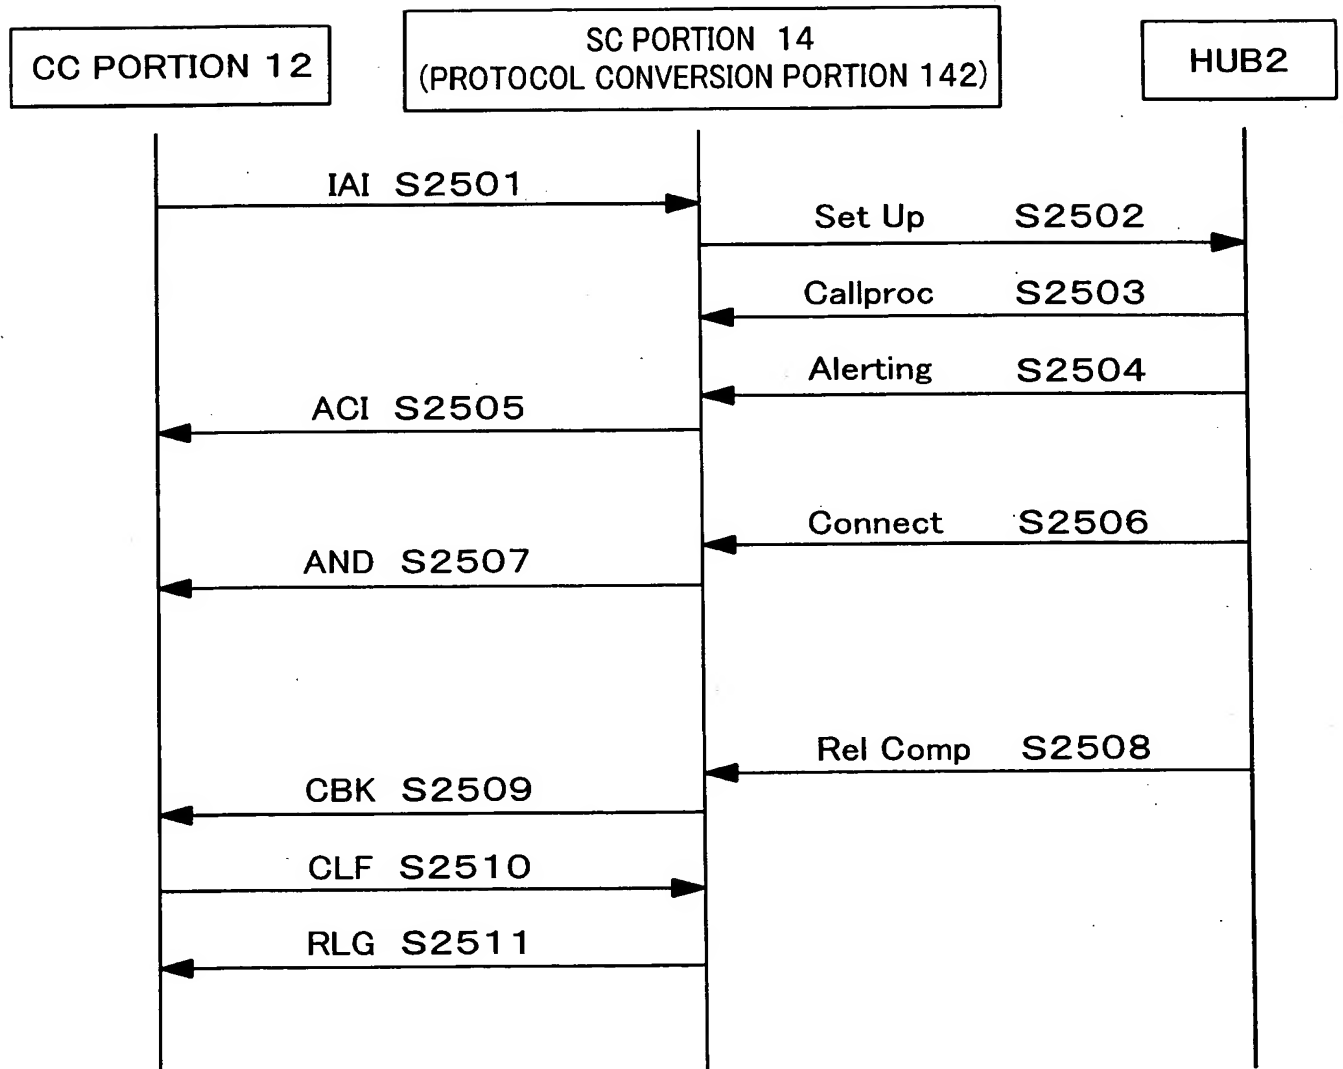 CC PORTION 12
SC PORTION 14
(PROTOCOL CONVERSION PORTION 142)
HUB2
IAI S2501
Set Up S2502
Callproc S2503
Alerting S2504
ACI S2505
Connect S2506
AND S2507
Rel Comp S2508
CBK S2509
CLF S2510
RLG S2511